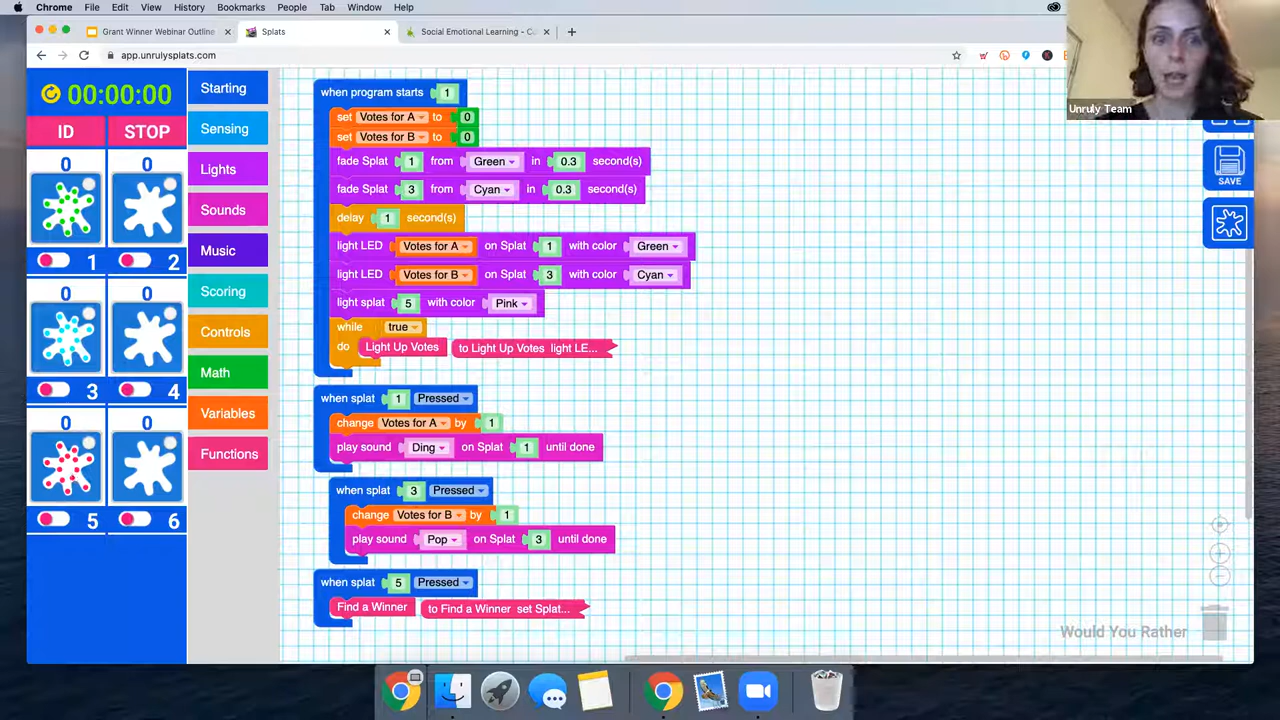 Chrome File Edit View History Bookmarks People Tab Window Help
Grant Winner Webinar Outline
Splats
Social Emotional Learning - C
app.unrulysplats.com
Unruly Team
00:00:00
ID STOP
0 0
1 2
0 0
3 4
0 0
5 6
Starting
Sensing
Lights
Sounds
Music
Scoring
Controls
Math
Variables
Functions
when program starts 1
set Votes for A to 0
set Votes for B to 0
fade Splat 1 from Green in 0.3 second(s)
fade Splat 3 from Cyan in 0.3 second(s)
delay 1 second(s)
light LED Votes for A on Splat 1 with color Green
light LED Votes for B on Splat 3 with color Cyan
light splat 5 with color Pink
while true
do Light Up Votes to Light Up Votes light LE...
when splat 1 Pressed
change Votes for A by 1
play sound Ding on Splat 1 until done
when splat 3 Pressed
change Votes for B by 1
play sound Pop on Splat 3 until done
when splat 5 Pressed
Find a Winner to Find a Winner set Splat...
SAVE
Would You Rather